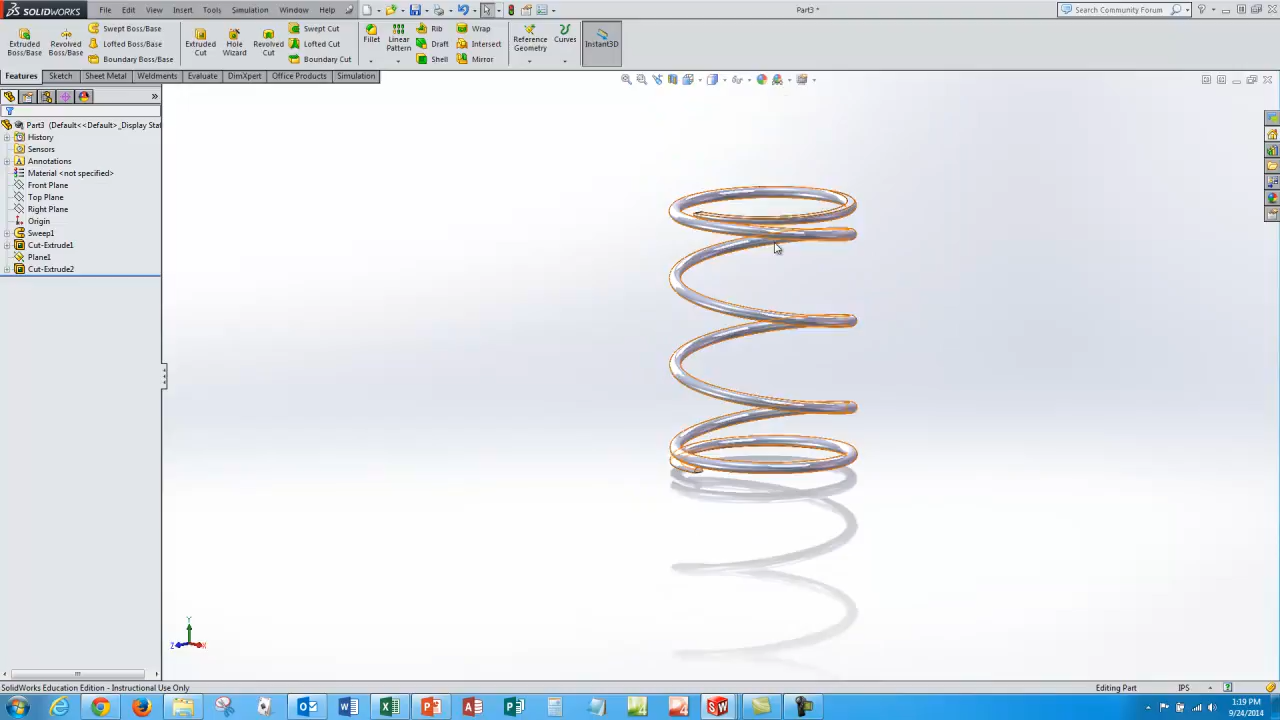 SOLIDWORKS File Edit View Insert Tools Simulation Window Help Part3 * Search Community Forum
Extruded Boss/Base
Revolved Boss/Base
Swept Boss/Base
Lofted Boss/Base
Boundary Boss/Base
Extruded Cut
Hole Wizard
Revolved Cut
Swept Cut
Lofted Cut
Boundary Cut
Fillet
Linear Pattern
Rib
Draft
Shell
Wrap
Intersect
Mirror
Reference Geometry
Curves
Instant3D
Features Sketch Sheet Metal Weldments Evaluate DimXpert Office Products Simulation
Part3 (Default<<Default>_Display Sta
History
Sensors
Annotations
Material <not specified>
Front Plane
Top Plane
Right Plane
Origin
Sweep1
Cut-Extrude1
Plane1
Cut-Extrude2
Y
Z X
SolidWorks Education Edition - Instructional Use Only Editing Part IPS
1:19 PM
9/24/2014